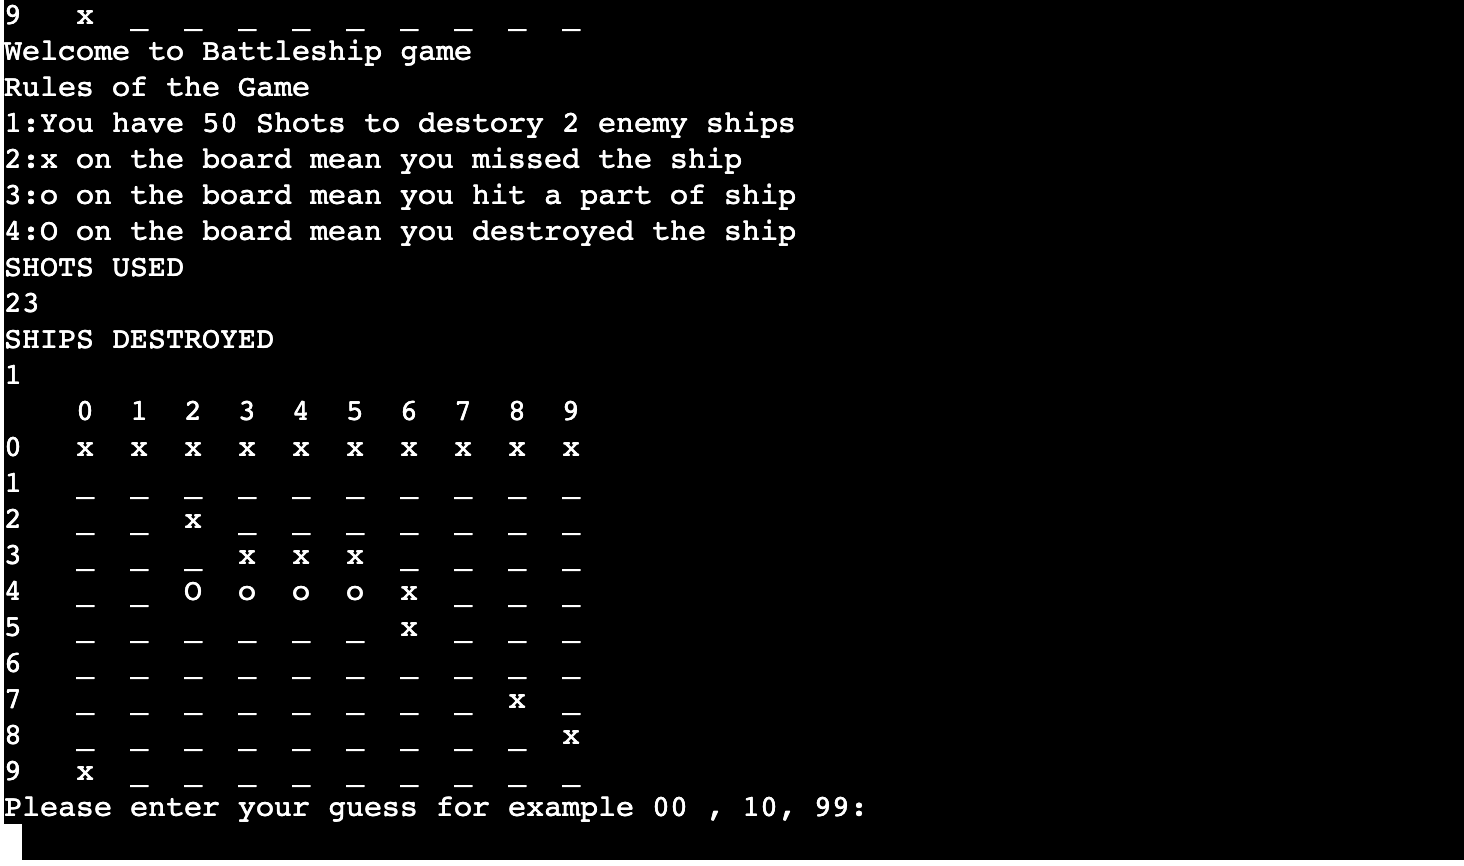 9   x  _  _  _  _  _  _  _  _  _
Welcome to Battleship game
Rules of the Game
1:You have 50 Shots to destory 2 enemy ships
2:x on the board mean you missed the ship
3:o on the board mean you hit a part of ship
4:O on the board mean you destroyed the ship
SHOTS USED
23
SHIPS DESTROYED
1
    0  1  2  3  4  5  6  7  8  9
0   x  x  x  x  x  x  x  x  x  x
1   _  _  _  _  _  _  _  _  _  _
2   _  _  x  _  _  _  _  _  _  _
3   _  _  _  x  x  x  _  _  _  _
4   _  _  O  o  o  o  x  _  _  _
5   _  _  _  _  _  _  x  _  _  _
6   _  _  _  _  _  _  _  _  _  _
7   _  _  _  _  _  _  _  _  x  _
8   _  _  _  _  _  _  _  _  _  x
9   x  _  _  _  _  _  _  _  _  _
Please enter your guess for example 00 , 10, 99: